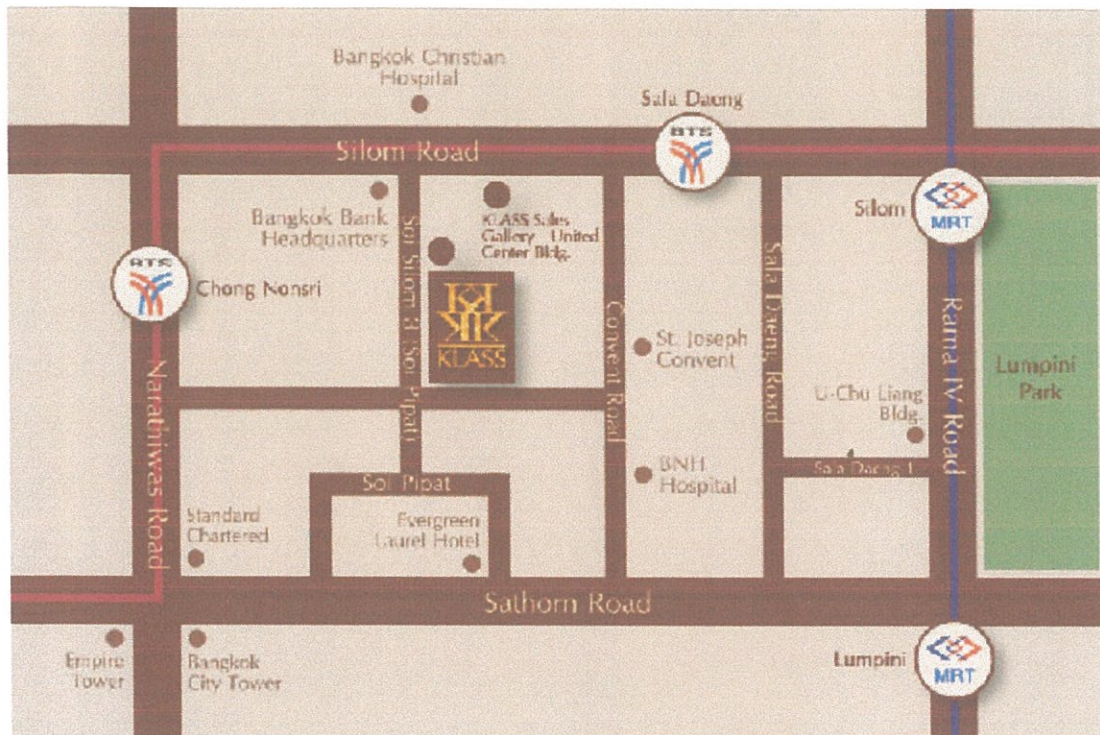 Bangkok Christian
Hospital
Sala Daeng
BTS
Silom Road
Bangkok Bank
Headquarters
KLASS Sales
Gallery United
Center Bldg.
Silom
MRT
BTS
Chong Nonsri
KLASS
Soi Silom 3 (Soi Pipat)
Convent Road
St. Joseph
Convent
Sala Daeng Road
U-Chu Liang
Bldg.
Rama IV Road
Lumpini
Park
Narathiwas Road
Soi Pipat
BNH
Hospital
Sala Daeng 1
Standard
Chartered
Evergreen
Laurel Hotel
Sathorn Road
Empire
Tower
Bangkok
City Tower
Lumpini
MRT